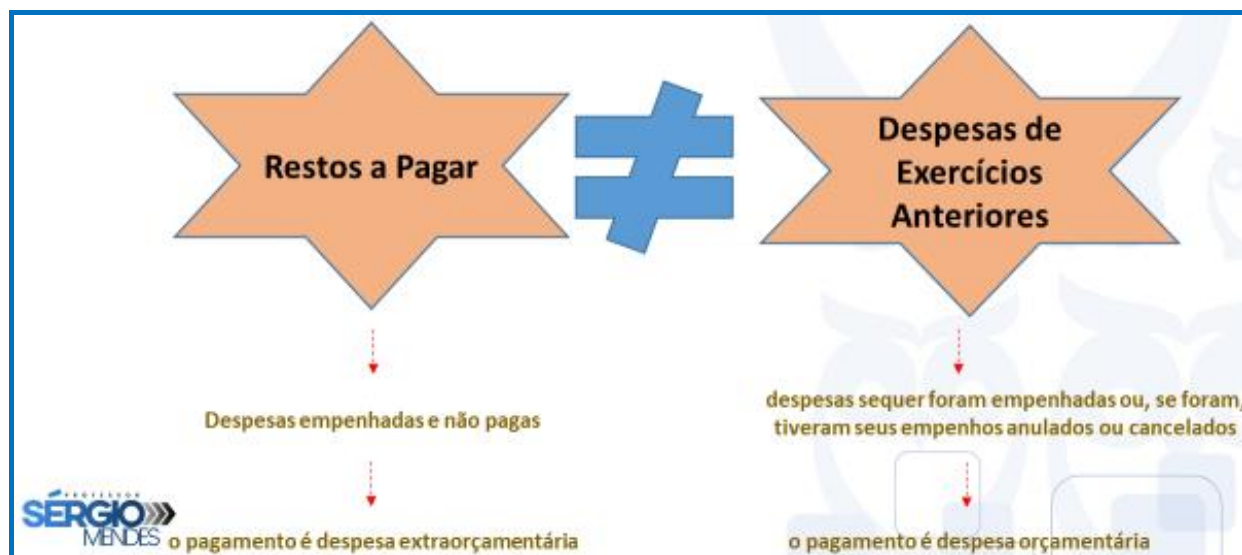 Restos a Pagar
≠
Despesas de
Exercícios
Anteriores
Despesas empenhadas e não pagas
despesas sequer foram empenhadas ou, se foram,
tiveram seus empenhos anulados ou cancelados
PROFESSOR
SÉRGIO
MENDES
o pagamento é despesa extraorçamentária
o pagamento é despesa orçamentária